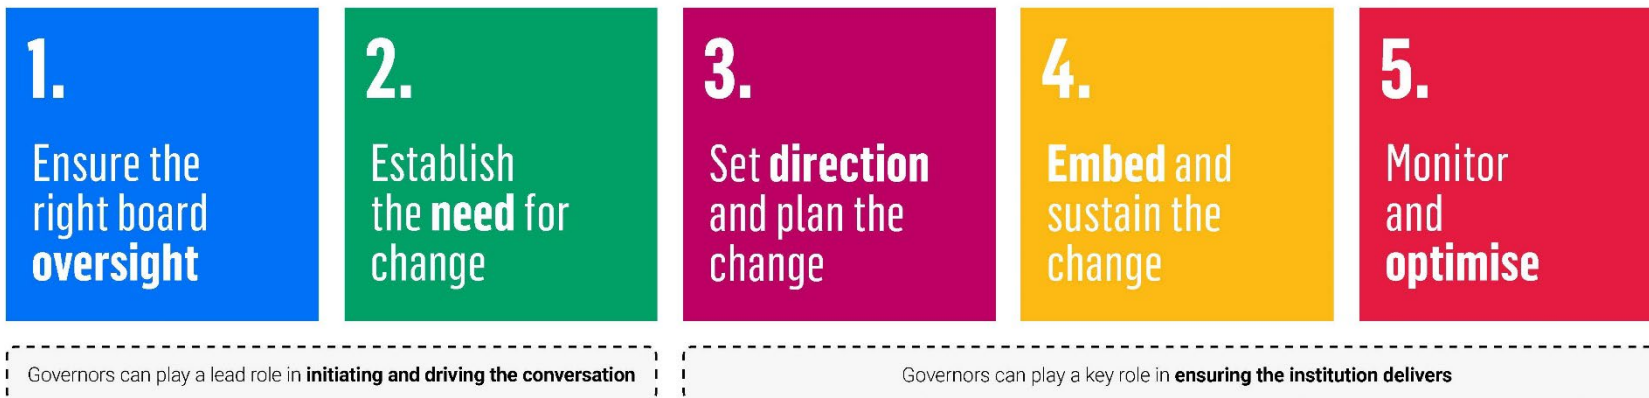 1.
Ensure the
right board
oversight
2.
Establish
the need for
change
3.
Set direction
and plan the
change
4.
Embed and
sustain the
change
5.
Monitor
and
optimise
Governors can play a lead role in initiating and driving the conversation
Governors can play a key role in ensuring the institution delivers